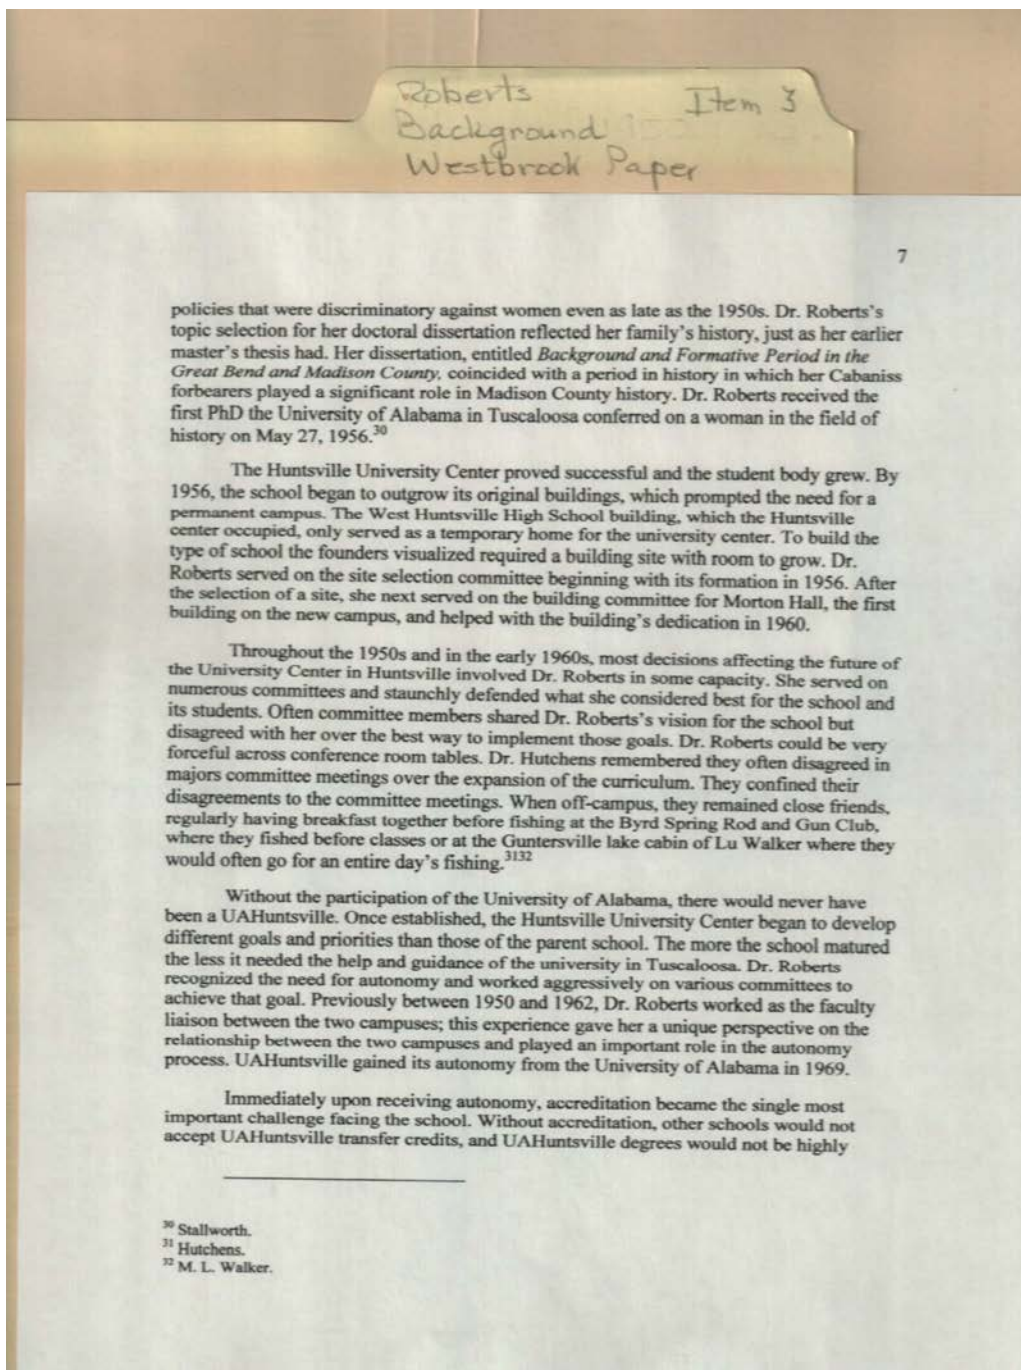 Roberts Item 3
Background
Westbrook Paper
7
policies that were discriminatory against women even as late as the 1950s. Dr. Roberts's
topic selection for her doctoral dissertation reflected her family's history, just as her earlier
master's thesis had. Her dissertation, entitled Background and Formative Period in the
Great Bend and Madison County, coincided with a period in history in which her Cabaniss
forbearers played a significant role in Madison County history. Dr. Roberts received the
first PhD the University of Alabama in Tuscaloosa conferred on a woman in the field of
history on May 27, 1956.30
The Huntsville University Center proved successful and the student body grew. By
1956, the school began to outgrow its original buildings, which prompted the need for a
permanent campus. The West Huntsville High School building, which the Huntsville
center occupied, only served as a temporary home for the university center. To build the
type of school the founders visualized required a building site with room to grow. Dr.
Roberts served on the site selection committee beginning with its formation in 1956. After
the selection of a site, she next served on the building committee for Morton Hall, the first
building on the new campus, and helped with the building's dedication in 1960.
Throughout the 1950s and in the early 1960s, most decisions affecting the future of
the University Center in Huntsville involved Dr. Roberts in some capacity. She served on
numerous committees and staunchly defended what she considered best for the school and
its students. Often committee members shared Dr. Roberts's vision for the school but
disagreed with her over the best way to implement those goals. Dr. Roberts could be very
forceful across conference room tables. Dr. Hutchens remembered they often disagreed in
majors committee meetings over the expansion of the curriculum. They confined their
disagreements to the committee meetings. When off-campus, they remained close friends,
regularly having breakfast together before fishing at the Byrd Spring Rod and Gun Club,
where they fished before classes or at the Guntersville lake cabin of Lu Walker where they
would often go for an entire day's fishing.3132
Without the participation of the University of Alabama, there would never have
been a UAHuntsville. Once established, the Huntsville University Center began to develop
different goals and priorities than those of the parent school. The more the school matured
the less it needed the help and guidance of the university in Tuscaloosa. Dr. Roberts
recognized the need for autonomy and worked aggressively on various committees to
achieve that goal. Previously between 1950 and 1962, Dr. Roberts worked as the faculty
liaison between the two campuses; this experience gave her a unique perspective on the
relationship between the two campuses and played an important role in the autonomy
process. UAHuntsville gained its autonomy from the University of Alabama in 1969.
Immediately upon receiving autonomy, accreditation became the single most
important challenge facing the school. Without accreditation, other schools would not
accept UAHuntsville transfer credits, and UAHuntsville degrees would not be highly
30 Stallworth.
31 Hutchens.
32 M. L. Walker.